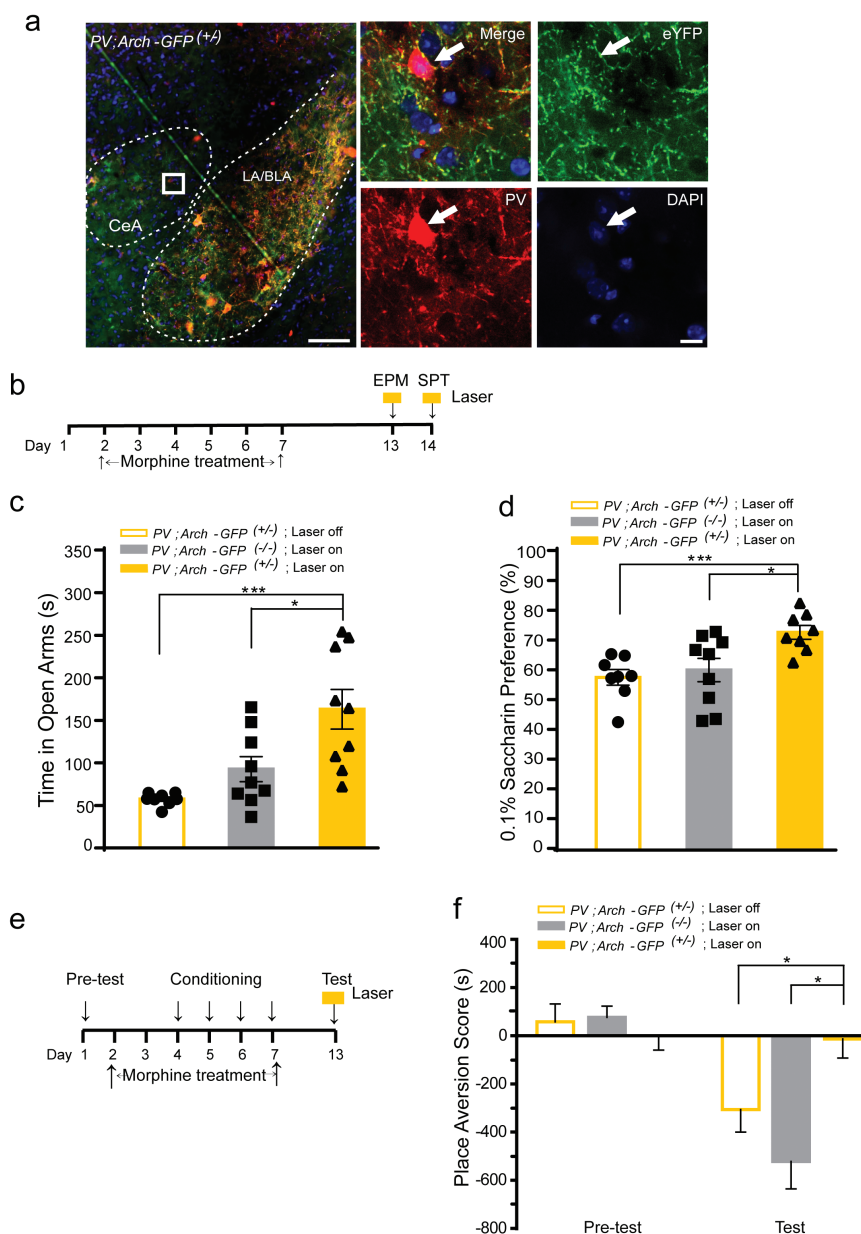 a
PV;Arch-GFP (+/-)
Merge
eYFP
LA/BLA
CeA
PV
DAPI
b
EPM SPT
Laser
Day 1 2 3 4 5 6 7 13 14
↑←Morphine treatment→↑
c
PV;Arch-GFP (+/-) ; Laser off
PV;Arch-GFP (-/-) ; Laser on
PV;Arch-GFP (+/-) ; Laser on
Time in Open Arms (s)
350
300
250
200
150
100
50
0
***
*
d
PV;Arch-GFP (+/-) ; Laser off
PV;Arch-GFP (-/-) ; Laser on
PV;Arch-GFP (+/-) ; Laser on
0.1% Saccharin Preference (%)
100
90
80
70
60
50
40
30
20
10
0
***
*
e
Pre-test Conditioning Test
Laser
Day 1 2 3 4 5 6 7 13
↑←Morphine treatment→↑
f
PV;Arch-GFP (+/-) ; Laser off
PV;Arch-GFP (-/-) ; Laser on
PV;Arch-GFP (+/-) ; Laser on
Place Aversion Score (s)
400
200
0
-200
-400
-600
-800
*
*
Pre-test Test